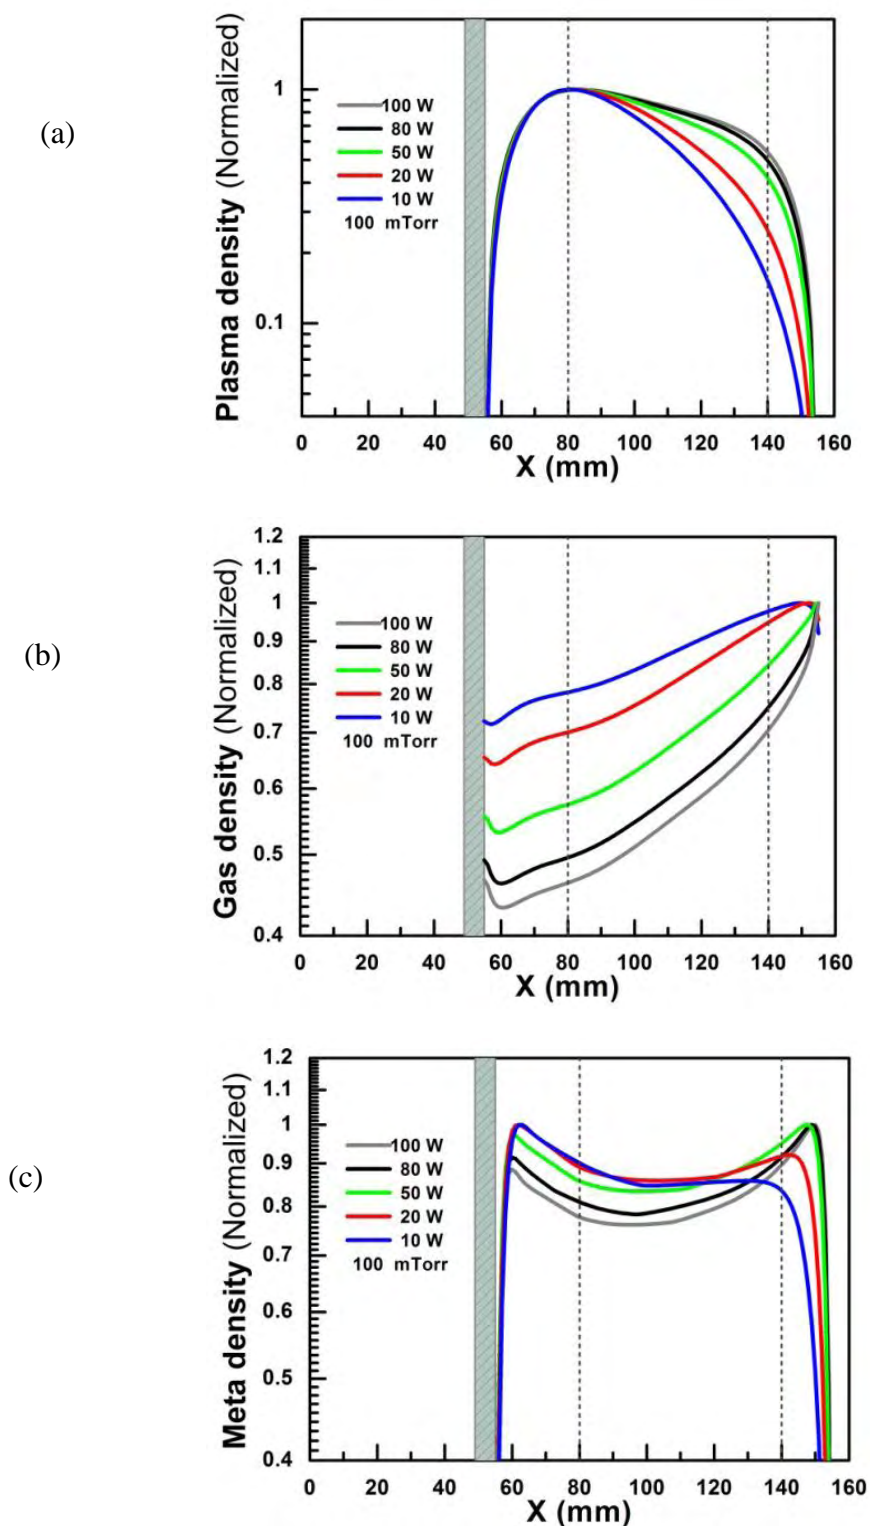 (a)
Plasma density (Normalized)
1
0.1
100 W
80 W
50 W
20 W
10 W
100 mTorr
0 20 40 60 80 100 120 140 160
X (mm)
(b)
Gas density (Normalized)
1.2
1.1
1
0.9
0.8
0.7
0.6
0.5
0.4
100 W
80 W
50 W
20 W
10 W
100 mTorr
0 20 40 60 80 100 120 140 160
X (mm)
(c)
Meta density (Normalized)
1.2
1.1
1
0.9
0.8
0.7
0.6
0.5
0.4
100 W
80 W
50 W
20 W
10 W
100 mTorr
0 20 40 60 80 100 120 140 160
X (mm)